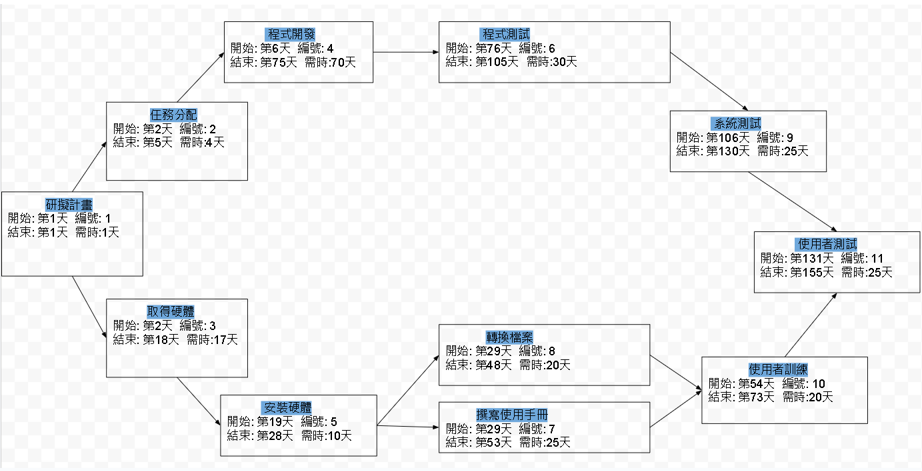 程式開發
開始: 第6天 編號: 4
結束: 第75天 需時:70天
程式測試
開始: 第76天 編號: 6
結束: 第105天 需時:30天
任務分配
開始: 第2天 編號: 2
結束: 第5天 需時:4天
系統測試
開始: 第106天 編號: 9
結束: 第130天 需時:25天
研擬計畫
開始: 第1天 編號: 1
結束: 第1天 需時:1天
使用者測試
開始: 第131天 編號: 11
結束: 第155天 需時:25天
取得硬體
開始: 第2天 編號: 3
結束: 第18天 需時:17天
轉換檔案
開始: 第29天 編號: 8
結束: 第48天 需時:20天
使用者訓練
開始: 第54天 編號: 10
結束: 第73天 需時:20天
安裝硬體
開始: 第19天 編號: 5
結束: 第28天 需時:10天
撰寫使用手冊
開始: 第29天 編號: 7
結束: 第53天 需時:25天